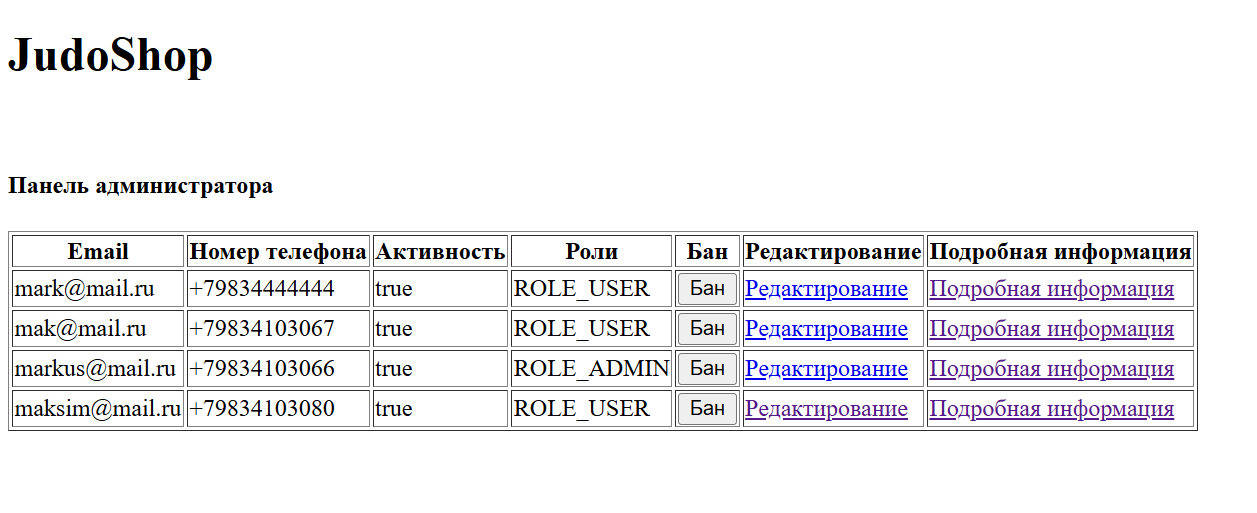 JudoShop
Панель администратора
Email Номер телефона Активность Роли Бан Редактирование Подробная информация
mark@mail.ru +79834444444 true ROLE_USER Бан Редактирование Подробная информация
mak@mail.ru +79834103067 true ROLE_USER Бан Редактирование Подробная информация
markus@mail.ru +79834103066 true ROLE_ADMIN Бан Редактирование Подробная информация
maksim@mail.ru +79834103080 true ROLE_USER Бан Редактирование Подробная информация